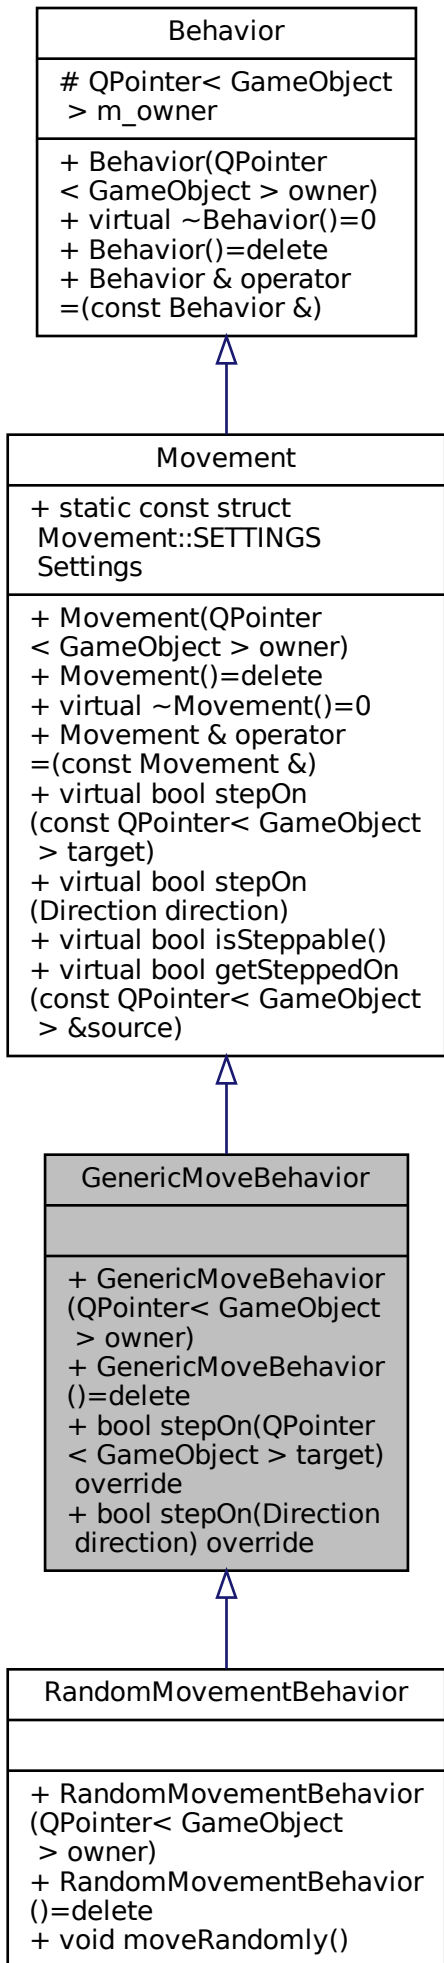 Behavior
# QPointer< GameObject
> m_owner
+ Behavior(QPointer
< GameObject > owner)
+ virtual ~Behavior()=0
+ Behavior()=delete
+ Behavior & operator
=(const Behavior &)
Movement
+ static const struct
Movement::SETTINGS
Settings
+ Movement(QPointer
< GameObject > owner)
+ Movement()=delete
+ virtual ~Movement()=0
+ Movement & operator
=(const Movement &)
+ virtual bool stepOn
(const QPointer< GameObject
> target)
+ virtual bool stepOn
(Direction direction)
+ virtual bool isSteppable()
+ virtual bool getSteppedOn
(const QPointer< GameObject
> &source)
GenericMoveBehavior
+ GenericMoveBehavior
(QPointer< GameObject
> owner)
+ GenericMoveBehavior
()=delete
+ bool stepOn(QPointer
< GameObject > target)
override
+ bool stepOn(Direction
direction) override
RandomMovementBehavior
+ RandomMovementBehavior
(QPointer< GameObject
> owner)
+ RandomMovementBehavior
()=delete
+ void moveRandomly()